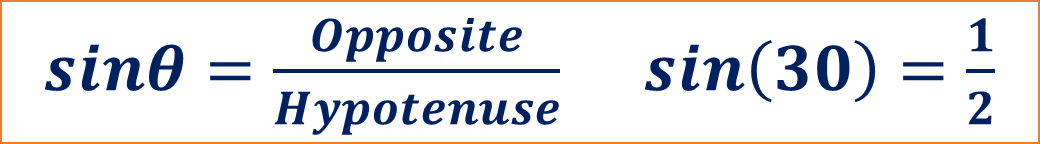 sinθ = Opposite / Hypotenuse    sin(30) = 1 / 2